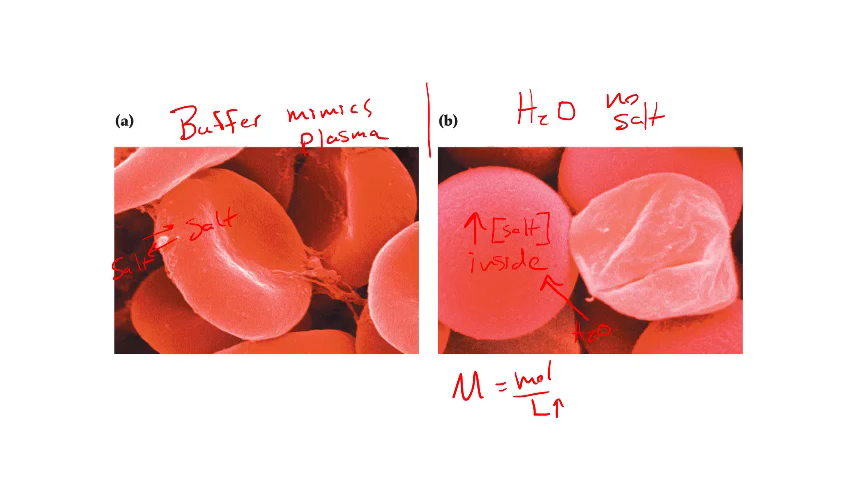 (a)
Buffer mimics
plasma
(b)
H2O no
salt
salt
salt
↑ [salt]
inside
H2O
M = mol
L↑